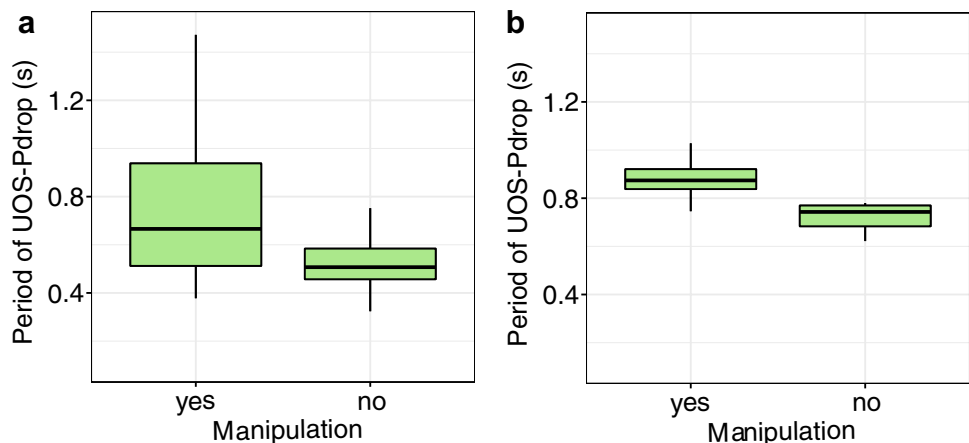 a
Period of UOS-Pdrop (s)
1.2
0.8
0.4
yes no
Manipulation
b
Period of UOS-Pdrop (s)
1.2
0.8
0.4
yes no
Manipulation